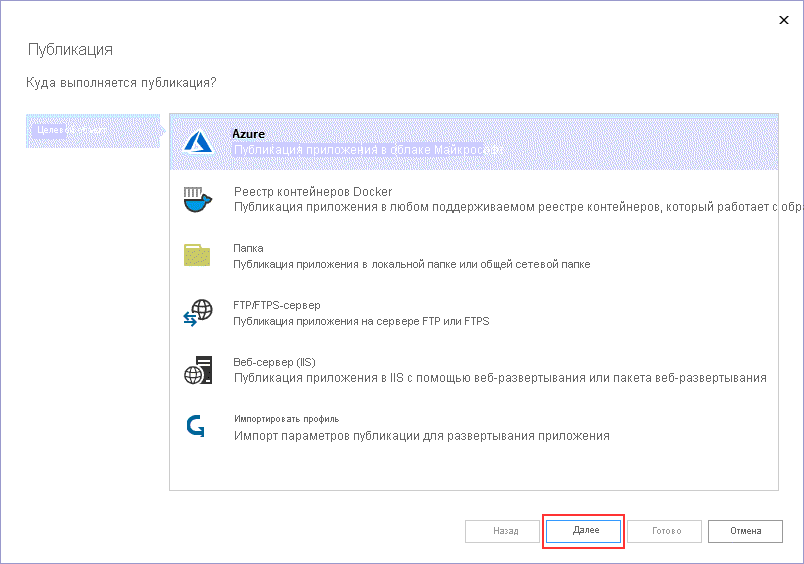 Публикация
Куда выполняется публикация?
Целевой объект
Azure
Публикация приложения в облаке Майкрософт
Реестр контейнеров Docker
Публикация приложения в любом поддерживаемом реестре контейнеров, который работает с обра
Папка
Публикация приложения в локальной папке или общей сетевой папке
FTP/FTPS-сервер
Публикация приложения на сервере FTP или FTPS
Веб-сервер (IIS)
Публикация приложения в IIS с помощью веб-развертывания или пакета веб-развертывания
Импортировать профиль
Импорт параметров публикации для развертывания приложения
Назад
Далее
Готово
Отмена